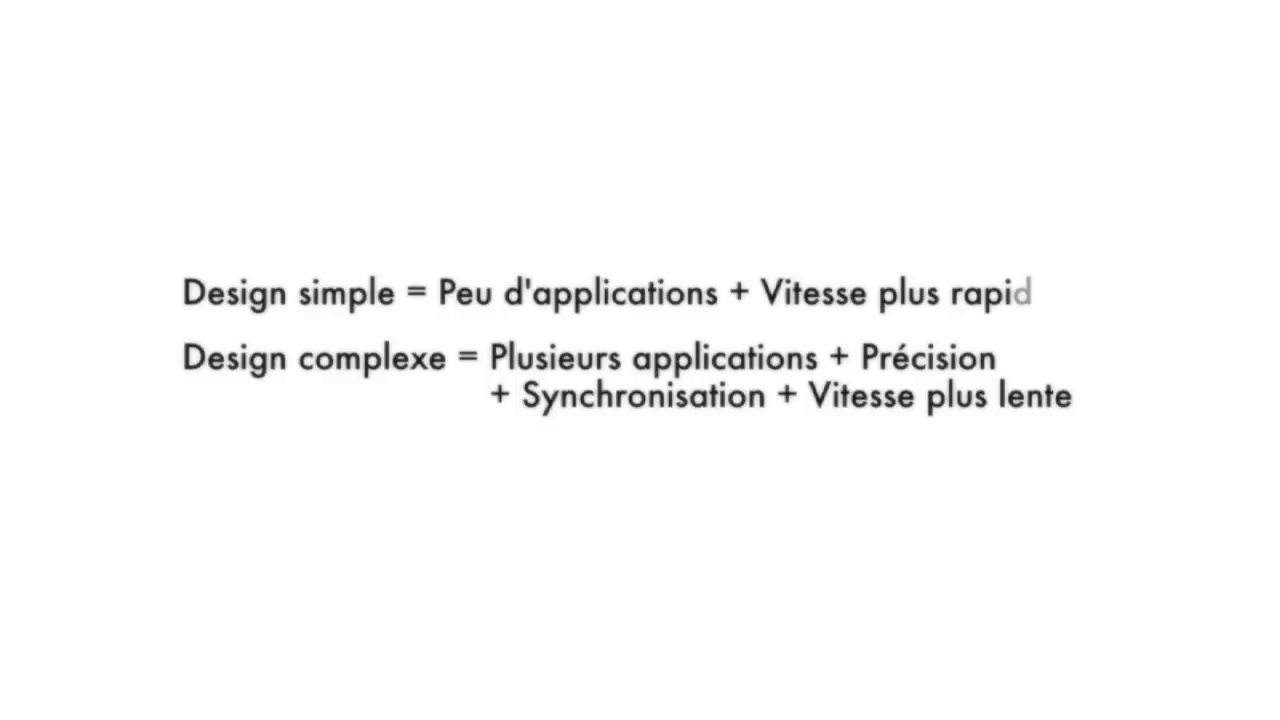 Design simple = Peu d'applications + Vitesse plus rapid
Design complexe = Plusieurs applications + Précision
+ Synchronisation + Vitesse plus lente